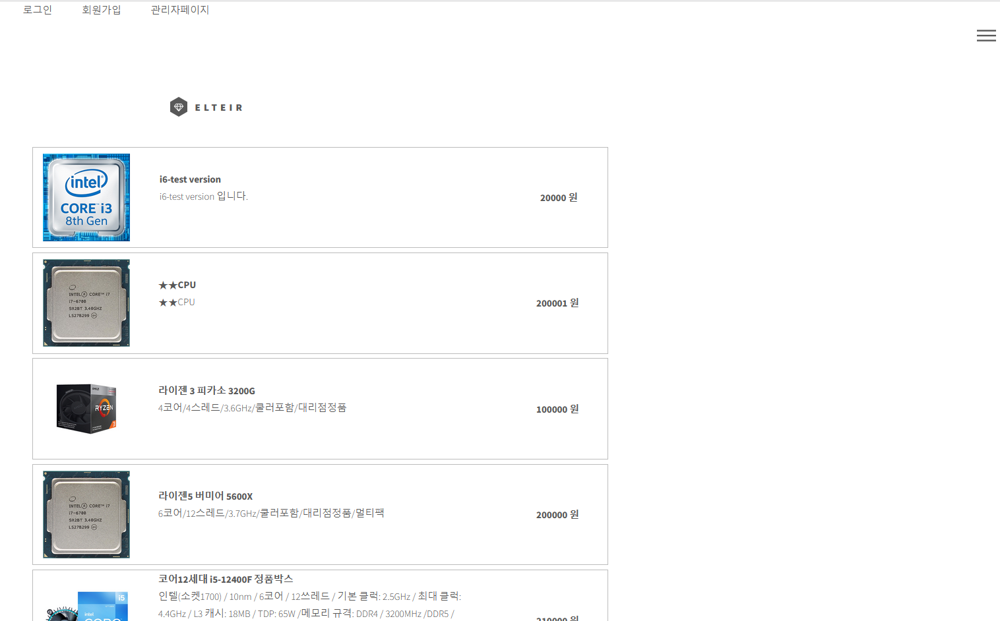 로그인 회원가입 관리자페이지
ELTEIR
intel
CORE™ i3
8th Gen
i6-test version
i6-test version 입니다.
20000 원
INTEL® CORE™ i7
i7-6700
SR2BT 3.40GHZ
L527B299 e4
★★CPU
★★CPU
200001 원
AMD
RYZEN
3
라이젠 3 피카소 3200G
4코어/4스레드/3.6GHz/쿨러포함/대리점정품
100000 원
INTEL® CORE™ i7
i7-6700
SR2BT 3.40GHZ
L527B299 e4
라이젠5 버미어 5600X
6코어/12스레드/3.7GHz/쿨러포함/대리점정품/멀티팩
200000 원
i5
intel
CORE
코어12세대 i5-12400F 정품박스
인텔(소켓1700) / 10nm / 6코어 / 12쓰레드 / 기본 클럭: 2.5GHz / 최대 클럭:
4.4GHz / L3 캐시: 18MB / TDP: 65W /메모리 규격: DDR4 / 3200MHz /DDR5 /
210000 원